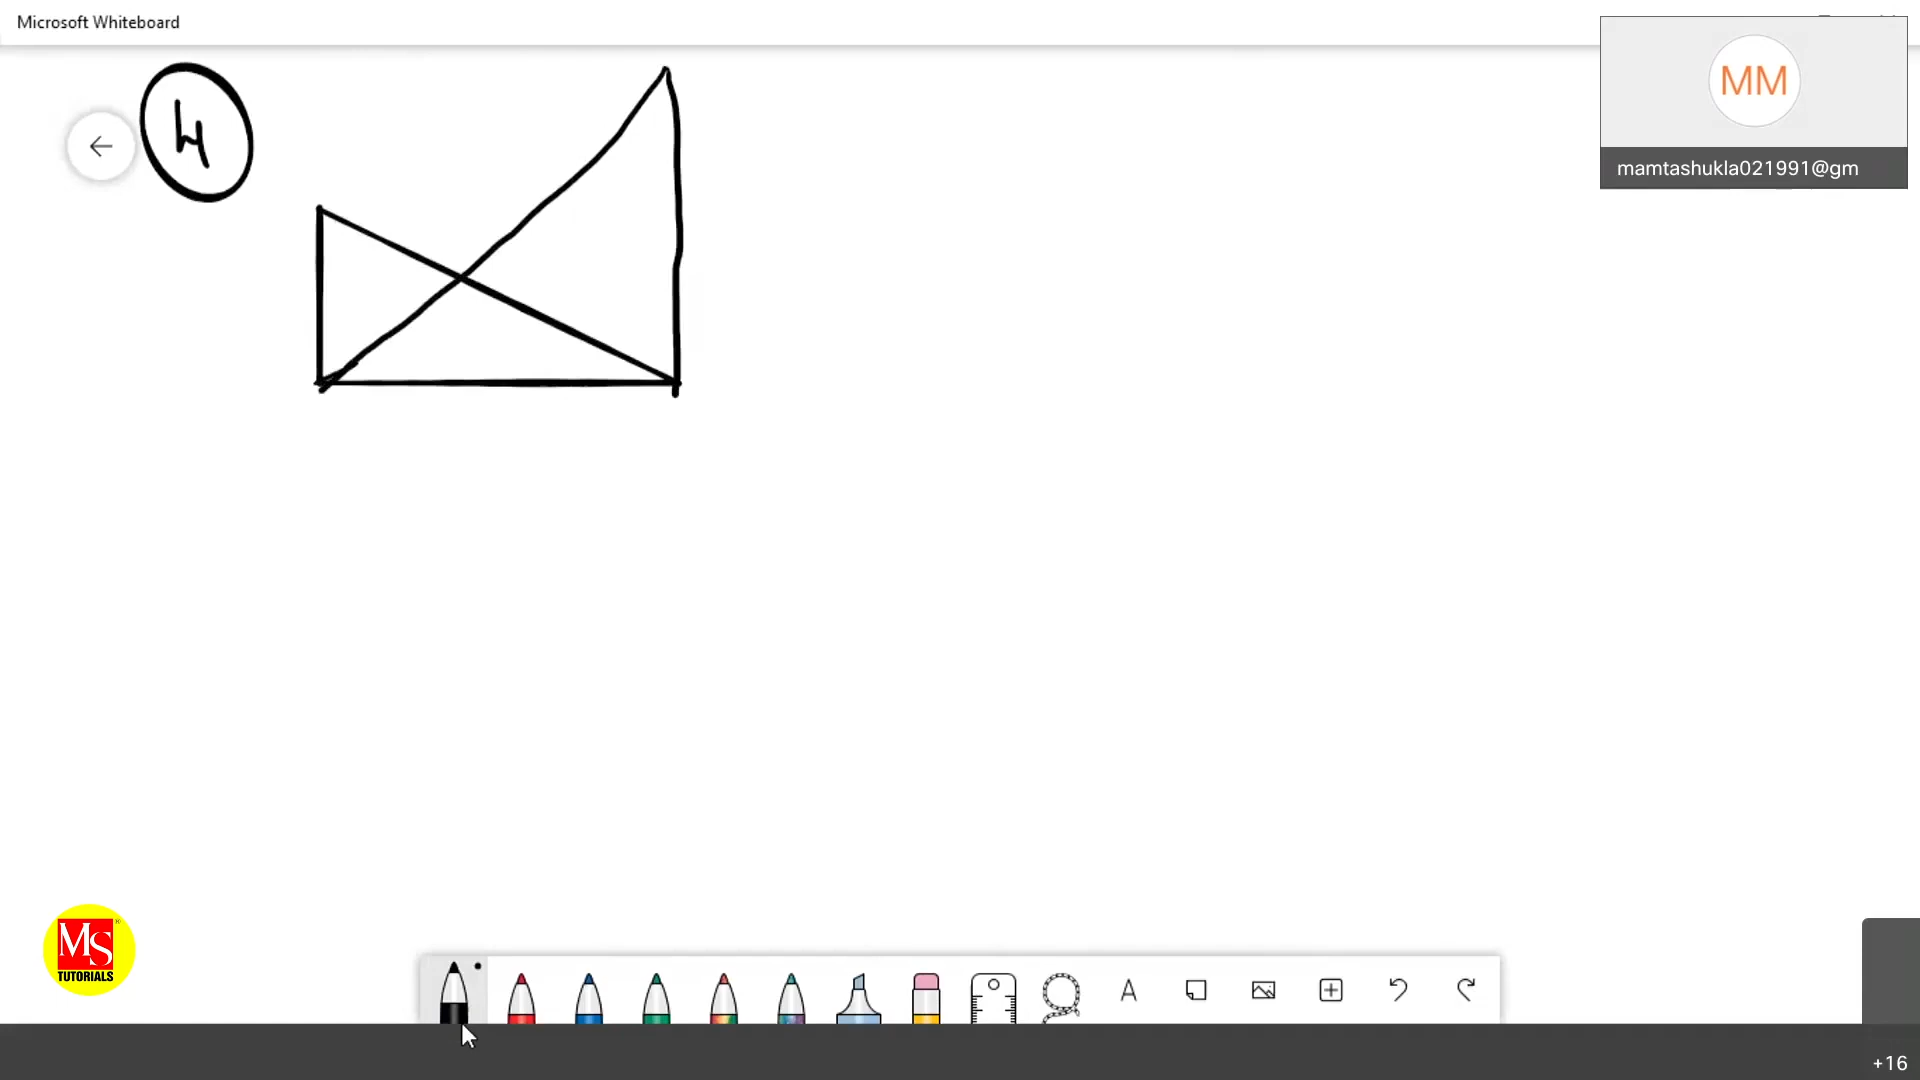 Microsoft Whiteboard
MM
mamtashukla021991@gm
4
MS
TUTORIALS
+16